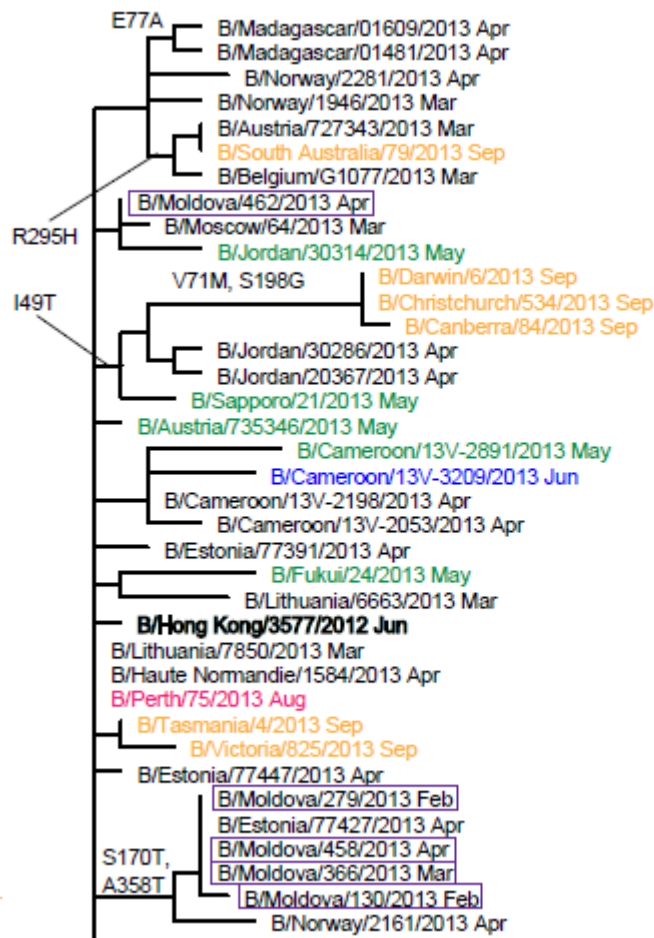 E77A
B/Madagascar/01609/2013 Apr
B/Madagascar/01481/2013 Apr
B/Norway/2281/2013 Apr
B/Norway/1946/2013 Mar
B/Austria/727343/2013 Mar
B/South Australia/79/2013 Sep
B/Belgium/G1077/2013 Mar
B/Moldova/462/2013 Apr
B/Moscow/64/2013 Mar
R295H
B/Jordan/30314/2013 May
V71M, S198G
B/Darwin/6/2013 Sep
I49T
B/Christchurch/534/2013 Sep
B/Canberra/84/2013 Sep
B/Jordan/30286/2013 Apr
B/Jordan/20367/2013 Apr
B/Sapporo/21/2013 May
B/Austria/735346/2013 May
B/Cameroon/13V-2891/2013 May
B/Cameroon/13V-3209/2013 Jun
B/Cameroon/13V-2198/2013 Apr
B/Cameroon/13V-2053/2013 Apr
B/Estonia/77391/2013 Apr
B/Fukui/24/2013 May
B/Lithuania/6663/2013 Mar
B/Hong Kong/3577/2012 Jun
B/Lithuania/7850/2013 Mar
B/Haute Normandie/1584/2013 Apr
B/Perth/75/2013 Aug
B/Tasmania/4/2013 Sep
B/Victoria/825/2013 Sep
B/Estonia/77447/2013 Apr
B/Moldova/279/2013 Feb
B/Estonia/77427/2013 Apr
B/Moldova/458/2013 Apr
S170T,
B/Moldova/366/2013 Mar
A358T
B/Moldova/130/2013 Feb
B/Norway/2161/2013 Apr